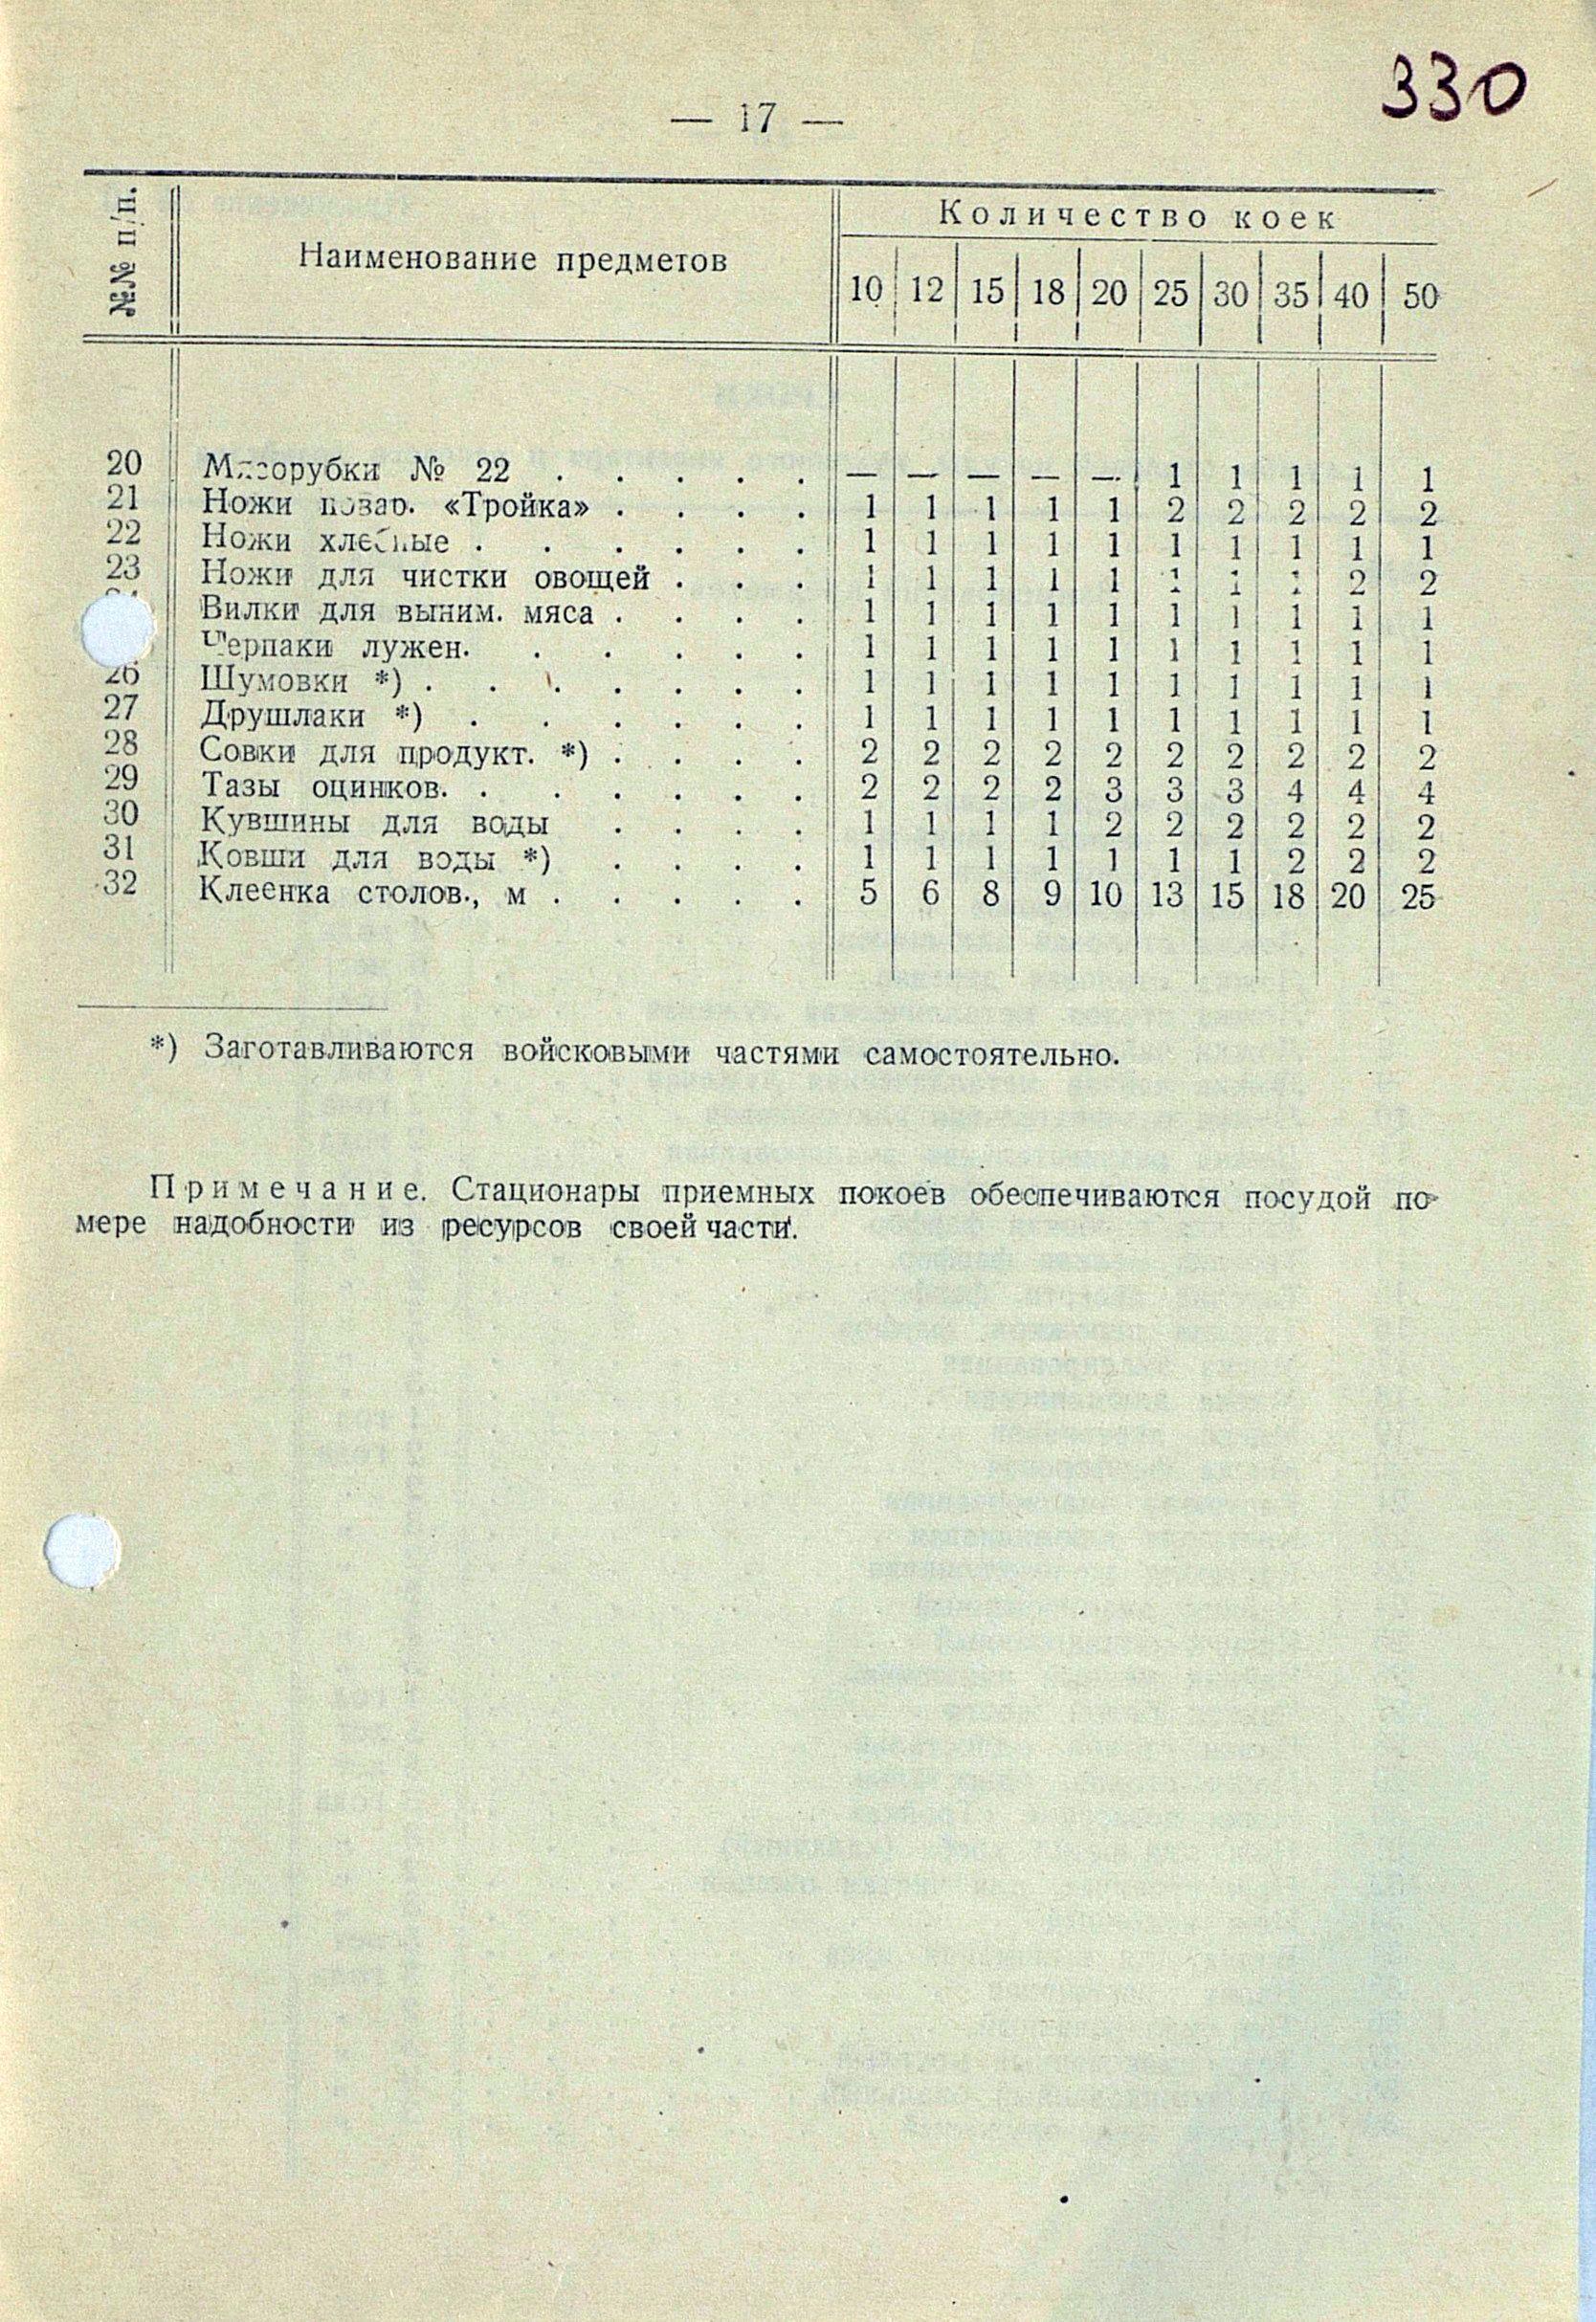 330
— 17 —
№№ п/п.
Наименование предметов
Количество коек
10 12 15 18 20 25 30 35 40 50
20 Мясорубки № 22 . . . . . — — — — — 1 1 1 1 1
21 Ножи повар. «Тройка» . . . . 1 1 1 1 1 2 2 2 2 2
22 Ножи хлебные . . . . . . 1 1 1 1 1 1 1 1 1 1
23 Ножи для чистки овощей . . . 1 1 1 1 1 1 1 1 2 2
Вилки для выним. мяса . . . . 1 1 1 1 1 1 1 1 1 1
Черпаки лужен. . . . . . 1 1 1 1 1 1 1 1 1 1
26 Шумовки *) . . . . . . . 1 1 1 1 1 1 1 1 1 1
27 Друшлаки *) . . . . . . 1 1 1 1 1 1 1 1 1 1
28 Совки для продукт. *) . . . . 2 2 2 2 2 2 2 2 2 2
29 Тазы оцинков. . . . . . . 2 2 2 2 3 3 3 4 4 4
30 Кувшины для воды . . . . 1 1 1 1 2 2 2 2 2 2
31 Ковши для воды *) . . . . 1 1 1 1 1 1 1 2 2 2
32 Клеенка столов., м . . . . . 5 6 8 9 10 13 15 18 20 25
*) Заготавливаются войсковыми частями самостоятельно.
Примечание. Стационары приемных покоев обеспечиваются посудой по
мере надобности из ресурсов своей части.